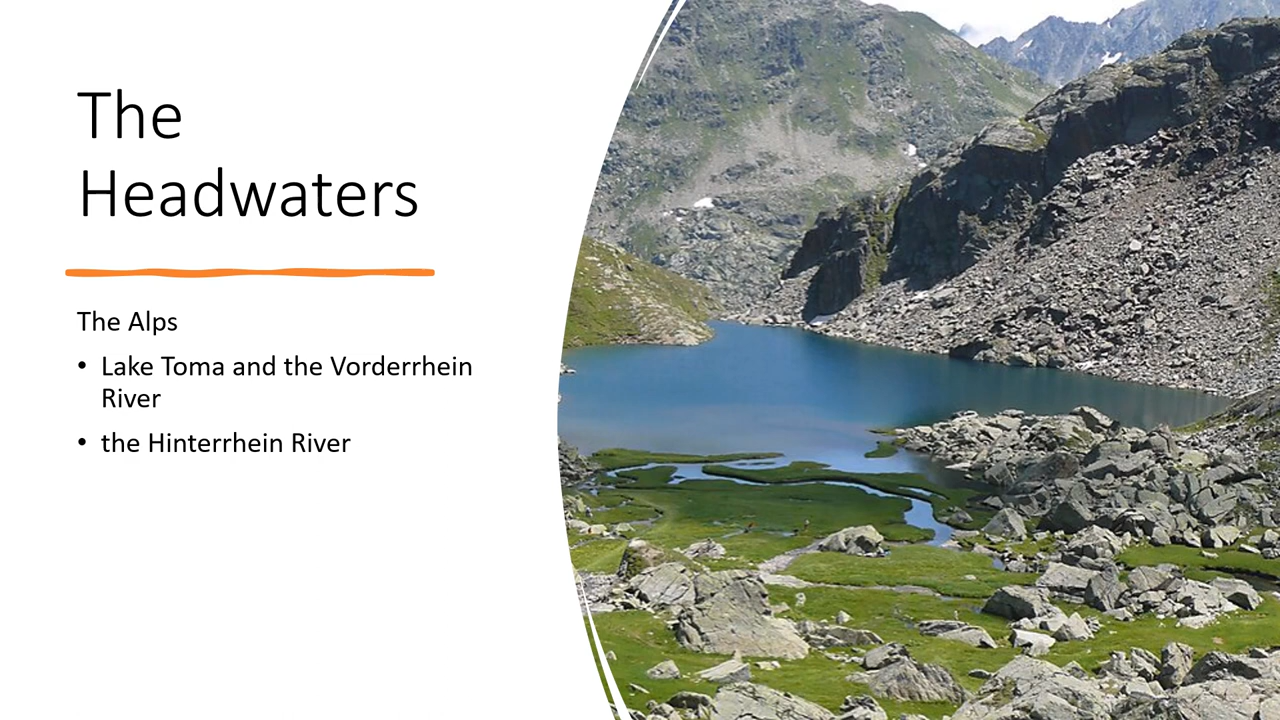 The
Headwaters
The Alps
• Lake Toma and the Vorderrhein
River
• the Hinterrhein River